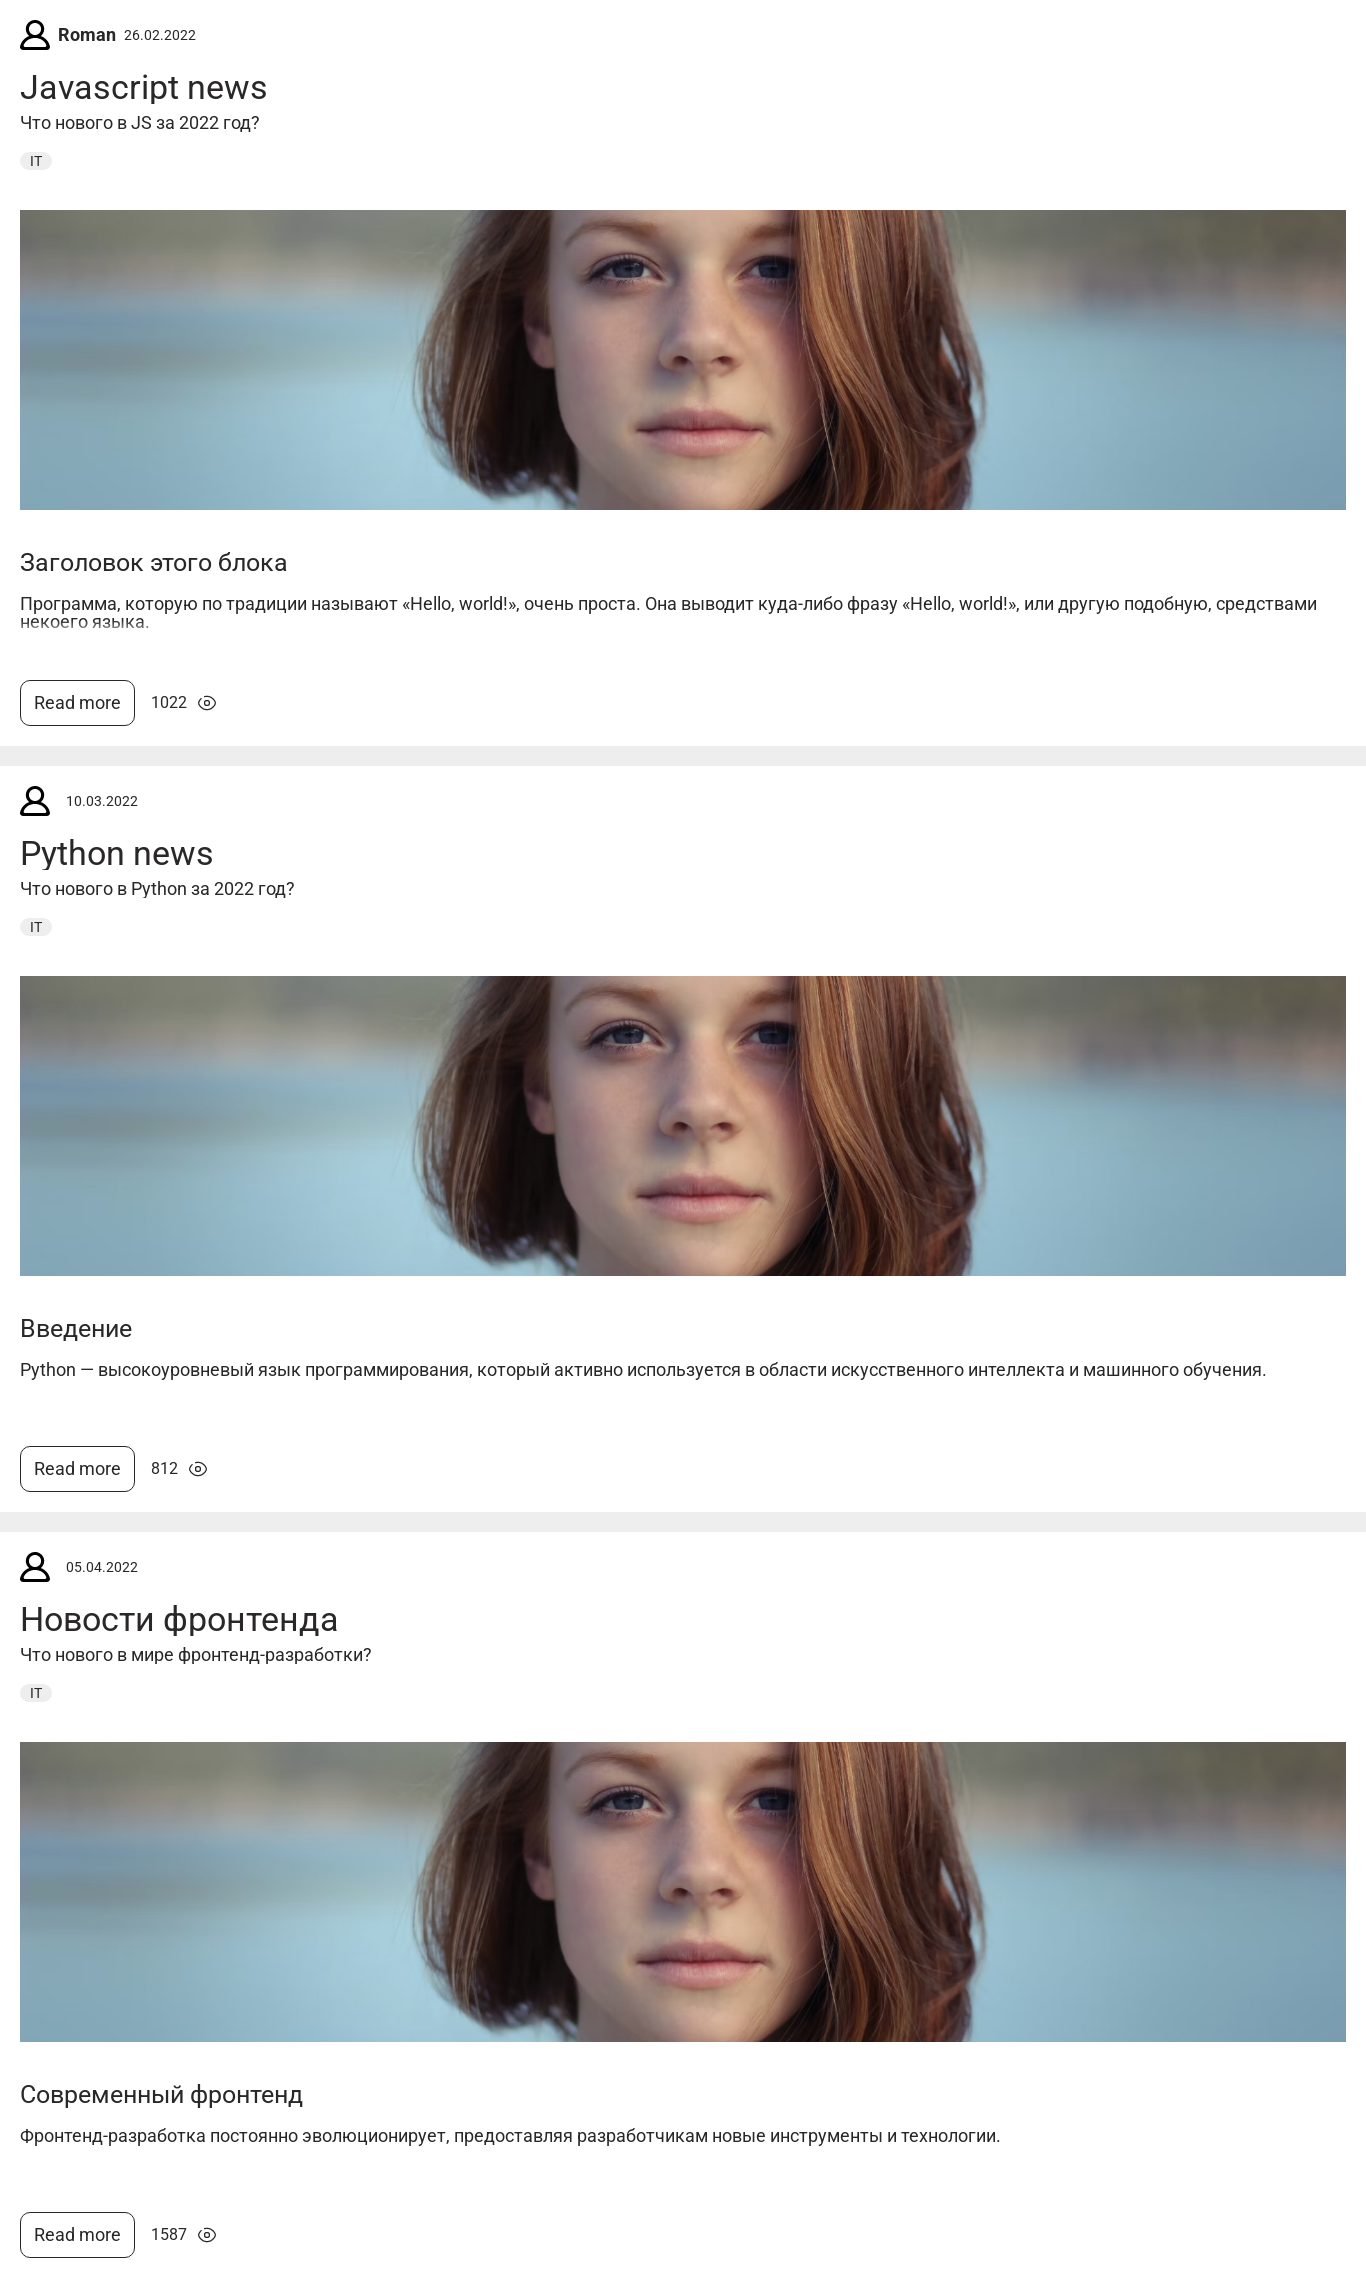 Roman 26.02.2022
Javascript news
Что нового в JS за 2022 год?
IT
Заголовок этого блока
Программа, которую по традиции называют «Hello, world!», очень проста. Она выводит куда-либо фразу «Hello, world!», или другую подобную, средствами
некоего языка.
Read more 1022
10.03.2022
Python news
Что нового в Python за 2022 год?
IT
Введение
Python — высокоуровневый язык программирования, который активно используется в области искусственного интеллекта и машинного обучения.
Read more 812
05.04.2022
Новости фронтенда
Что нового в мире фронтенд-разработки?
IT
Современный фронтенд
Фронтенд-разработка постоянно эволюционирует, предоставляя разработчикам новые инструменты и технологии.
Read more 1587